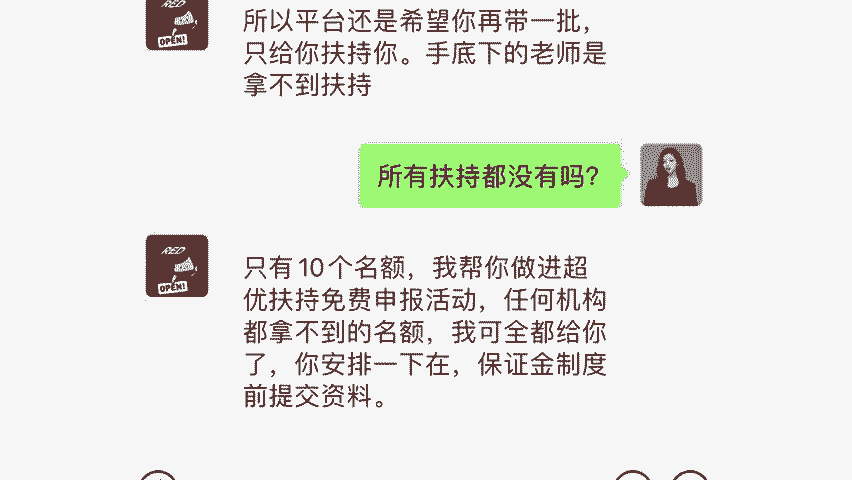 所以平台还是希望你再带一批，
只给你扶持你。手底下的老师是
拿不到扶持
OPEN!
所有扶持都没有吗？
RED
OPEN!
只有10个名额，我帮你做进超
优扶持免费申报活动，任何机构
都拿不到的名额，我可全都给你
了，你安排一下在，保证金制度
前提交资料。